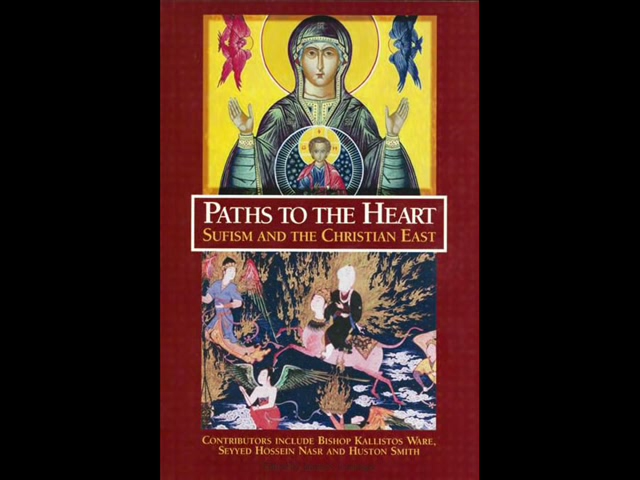 PATHS TO THE HEART
SUFISM AND THE CHRISTIAN EAST
CONTRIBUTORS INCLUDE BISHOP KALLISTOS WARE,
SEYYED HOSSEIN NASR AND HUSTON SMITH